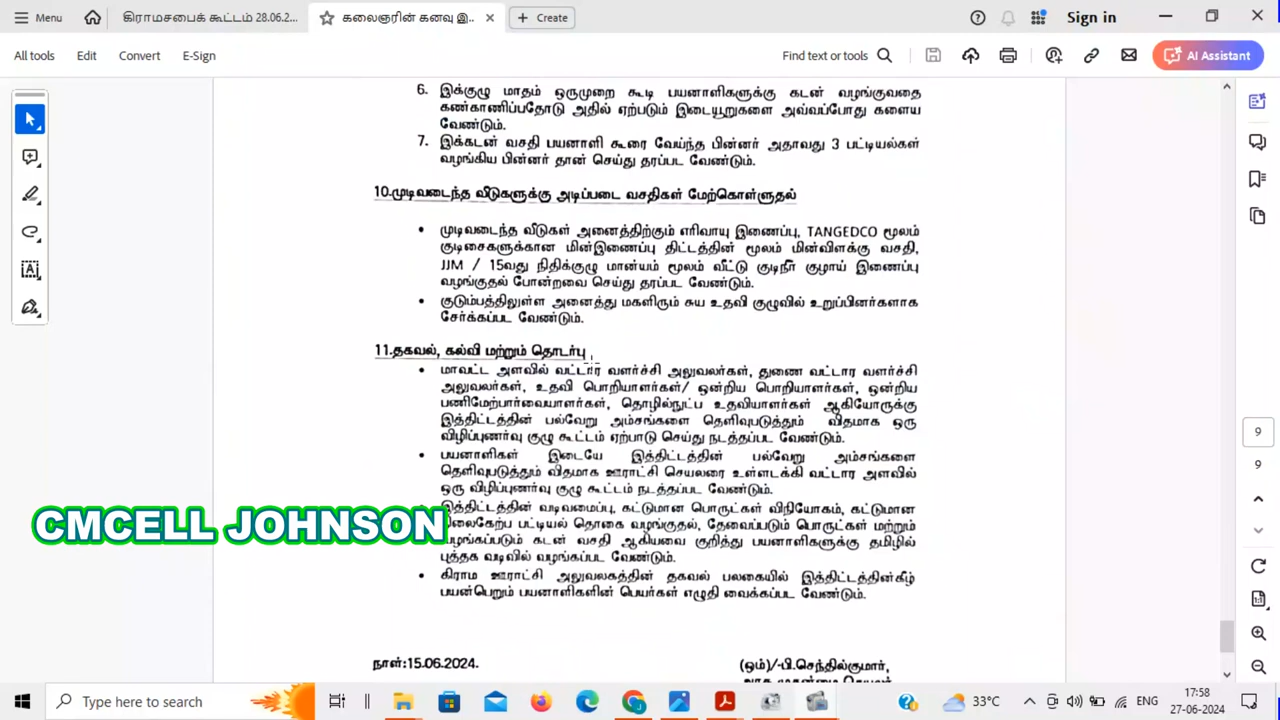 Menu
கிராமசபைக் கூட்டம் 28.06.2...
கலைஞரின் கனவு இ...
Create
Sign in
All tools
Edit
Convert
E-Sign
Find text or tools
AI Assistant
6. இக்குழு மாதம் ஒருமுறை கூடி பயனாளிகளுக்கு கடன் வழங்குவதை
கண்காணிப்பதோடு அதில் ஏற்படும் இடையூறுகளை அவ்வப்போது களைய
வேண்டும்.
7. இக்கடன் வசதி பயனாளி கூரை வேய்ந்த பின்னர் அதாவது 3 பட்டியல்கள்
வழங்கிய பின்னர் தான் செய்து தரப்பட வேண்டும்.
10.முடிவடைந்த வீடுகளுக்கு அடிப்படை வசதிகள் மேற்கொள்ளுதல்
• முடிவடைந்த வீடுகள் அனைத்திற்கும் எரிவாயு இணைப்பு, TANGEDCO மூலம்
குடிசைகளுக்கான மின்இணைப்பு திட்டத்தின் மூலம் மின்விளக்கு வசதி,
JJM / 15வது நிதிக்குழு மான்யம் மூலம் வீட்டு குடிநீர் குழாய் இணைப்பு
வழங்குதல் போன்றவை செய்து தரப்பட வேண்டும்.
• குடும்பத்திலுள்ள அனைத்து மகளிரும் சுய உதவி குழுவில் உறுப்பினர்களாக
சேர்க்கப்பட வேண்டும்.
11.தகவல், கல்வி மற்றும் தொடர்பு
• மாவட்ட அளவில் வட்டார வளர்ச்சி அலுவலர்கள், துணை வட்டார வளர்ச்சி
அலுவலர்கள், உதவி பொறியாளர்கள்/ ஒன்றிய பொறியாளர்கள், ஒன்றிய
பணிமேற்பார்வையாளர்கள், தொழில்நுட்ப உதவியாளர்கள் ஆகியோருக்கு
இத்திட்டத்தின் பல்வேறு அம்சங்களை தெளிவுபடுத்தும் விதமாக ஒரு
விழிப்புணர்வு குழு கூட்டம் ஏற்பாடு செய்து நடத்தப்பட வேண்டும்.
• பயனாளிகள் இடையே இத்திட்டத்தின் பல்வேறு அம்சங்களை
தெளிவுபடுத்தும் விதமாக ஊராட்சி செயலரை உள்ளடக்கி வட்டார அளவில்
ஒரு விழிப்புணர்வு குழு கூட்டம் நடத்தப்பட வேண்டும்.
இத்திட்டத்தின் வடிவமைப்பு, கட்டுமான பொருட்கள் விநியோகம், கட்டுமான
நிலைகேற்ப பட்டியல் தொகை வழங்குதல், தேவைப்படும் பொருட்கள் மற்றும்
வழங்கப்படும் கடன் வசதி ஆகியவை குறித்து பயனாளிகளுக்கு தமிழில்
புத்தக வடிவில் வழங்கப்பட வேண்டும்.
CMCELL JOHNSON
• கிராம ஊராட்சி அலுவலகத்தின் தகவல் பலகையில் இத்திட்டத்தின்கீழ்
பயன்பெறும் பயனாளிகளின் பெயர்கள் எழுதி வைக்கப்பட வேண்டும்.
நாள்:15.06.2024.
(ஒம்)/-பி.செந்தில்குமார்,
9
9
Type here to search
33°C
ENG
17:58
27-06-2024